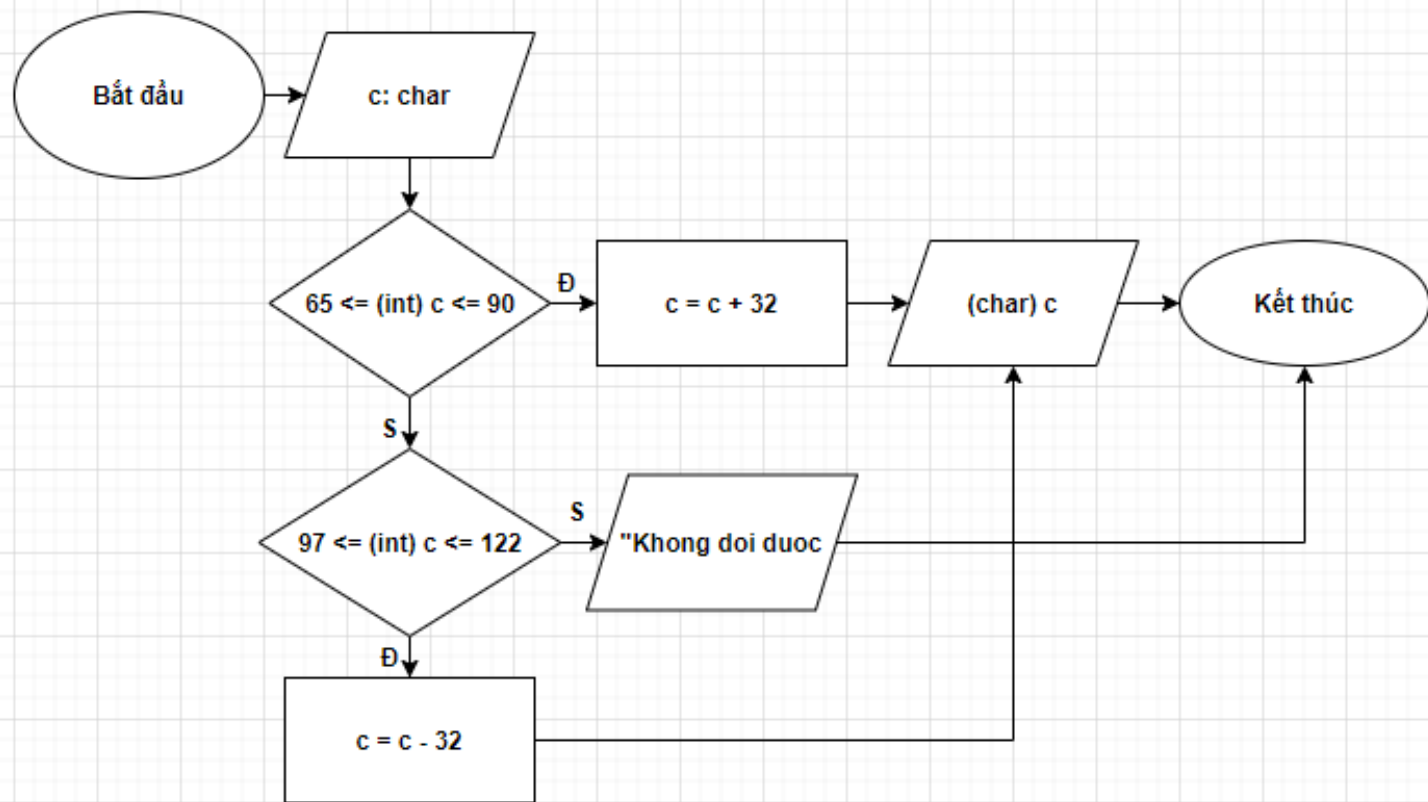 Bắt đầu
c: char
65 <= (int) c <= 90
Đ
c = c + 32
(char) c
Kết thúc
S
97 <= (int) c <= 122
S
"Khong doi duoc
Đ
c = c - 32